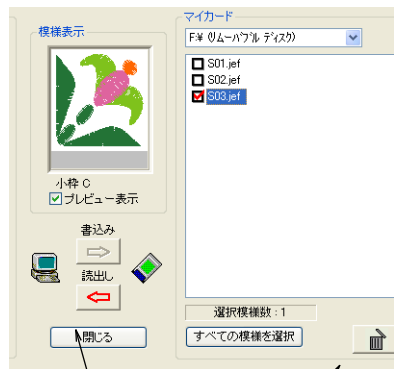 模様表示
小枠 C
プレビュー表示
書込み
読出し
閉じる
マイカード
F:¥ (リムーバブル ディスク)
S01.jef
S02.jef
S03.jef
選択模様数 : 1
すべての模様を選択